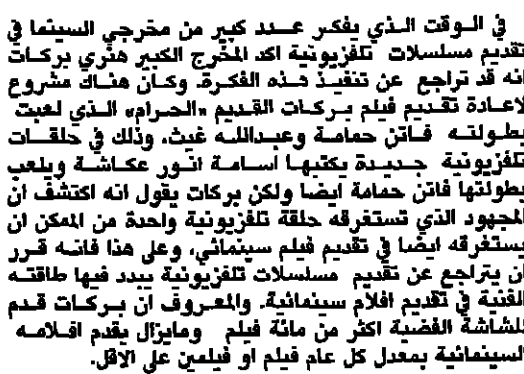 في الوقت الذي يفكر عدد كبير من مخرجي السينما في
تقديم مسلسلات تلفزيونية اكد المخرج الكبير هنري بركات
انه قد تراجع عن تنفيذ هذه الفكرة، وكان هناك مشروع
لاعادة تقديم فيلم بركات القديم «الحرام» الذي لعبت
بطولته فاتن حمامة وعبدالله غيث، وذلك في حلقات
تلفزيونية جديدة يكتبها اسامة انور عكاشة ويلعب
بطولتها فاتن حمامة ايضا ولكن بركات يقول انه اكتشف ان
المجهود الذي تستغرقه حلقة تلفزيونية واحدة من الممكن ان
يستغرقه ايضا في تقديم فيلم سينمائي، وعلى هذا فانه قرر
ان يتراجع عن تقديم مسلسلات تلفزيونية يبدد فيها طاقته
الفنية في تقديم افلام سينمائية. والمعروف ان بركات قدم
للشاشة الفضية اكثر من مائة فيلم ومايزال يقدم افلامه
السينمائية بمعدل كل عام فيلم او فيلمين على الاقل.